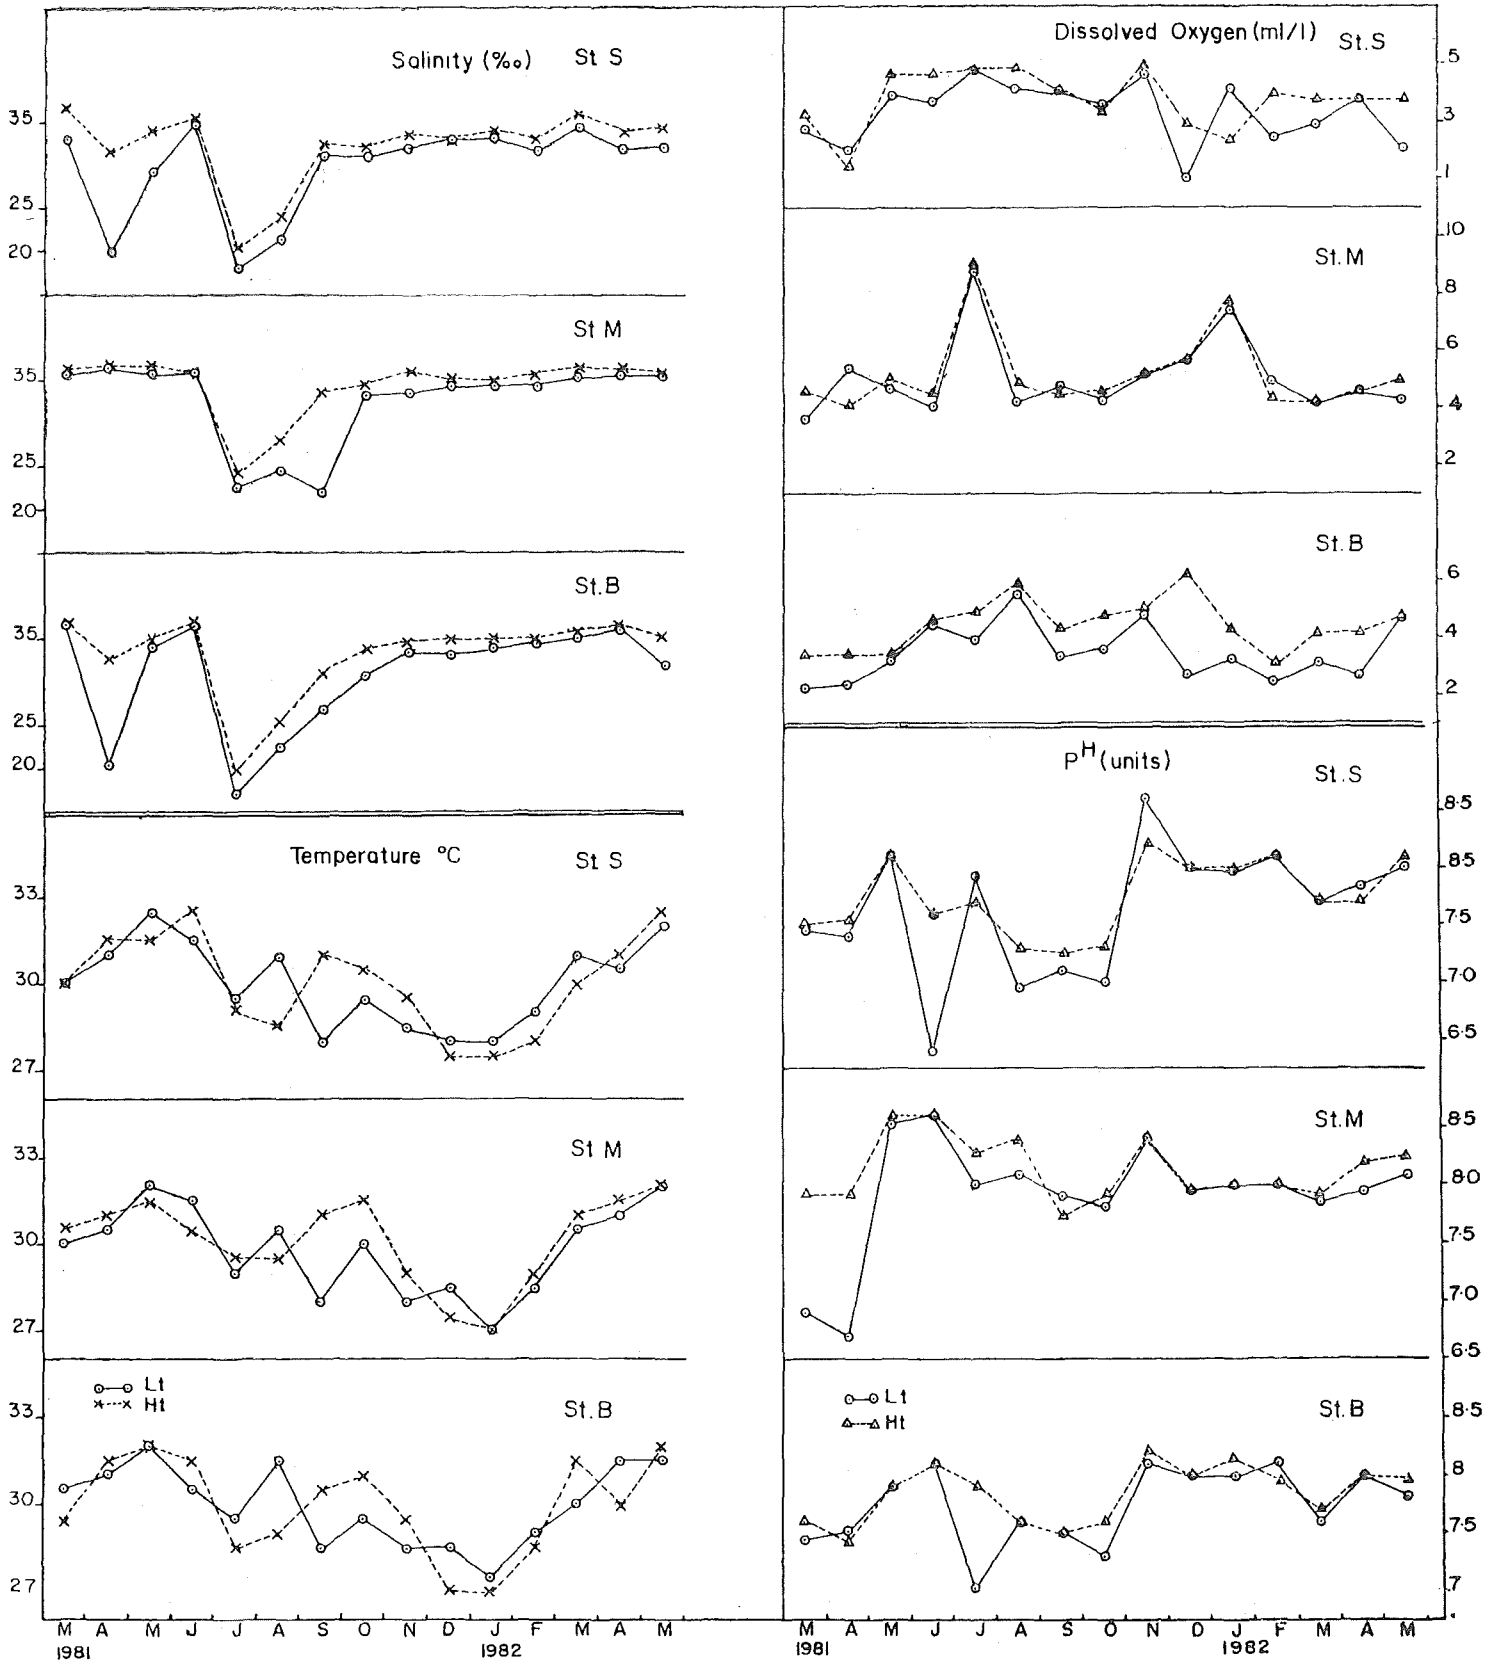 Salinity (‰) St S
35
25
20
St M
35
25
20
St.B
35
25
20
Temperature °C St S
33
30
27
St M
33
30
27
Lt
Ht
St.B
33
30
27
M A M J J A S O N D J F M A M
1981 1982
Dissolved Oxygen (ml/l) St.S
5
3
1
St.M
10
8
6
4
2
St.B
6
4
2
P^H (units)
St.S
8.5
8.5
7.5
7.0
6.5
St.M
8.5
8.0
7.5
7.0
6.5
Lt
Ht
St.B
8.5
8
7.5
7
M A M J J A S O N D J F M A M
1981 1982